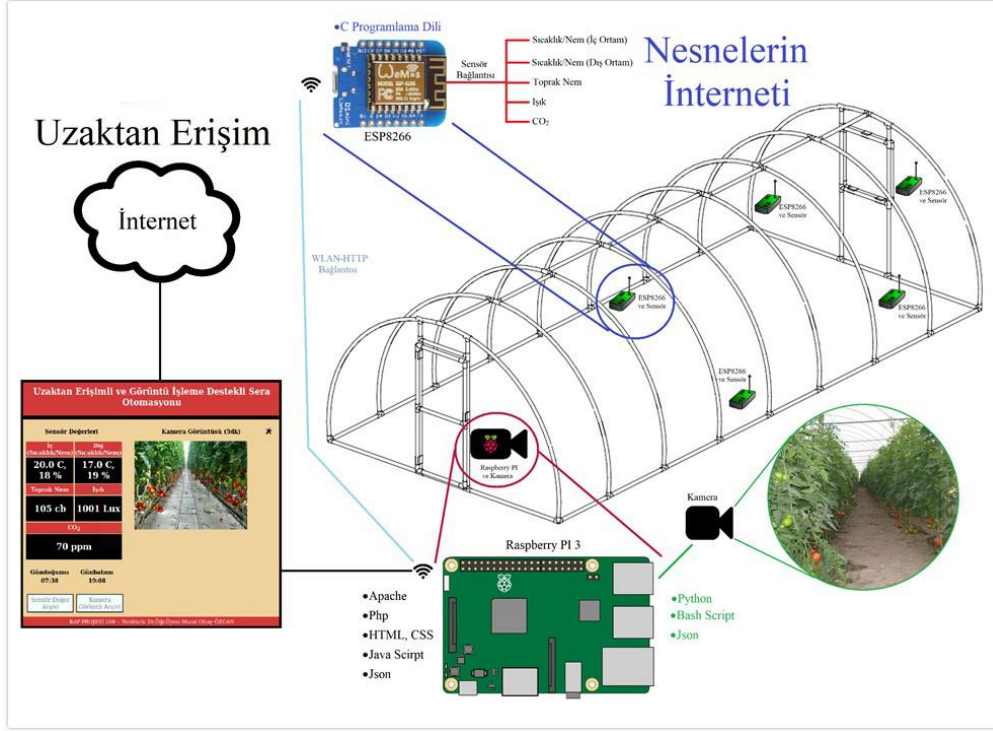 •C Programlama Dili
WeMos
ESP8266
Sensör
Bağlantısı
Sıcaklık/Nem (İç Ortam)
Sıcaklık/Nem (Dış Ortam)
Toprak Nem
Işık
CO₂
Nesnelerin
İnterneti
Uzaktan Erişim
İnternet
WLAN-HTTP
Bağlantısı
ESP8266
ve Sensör
ESP8266
ve Sensör
ESP8266
ve Sensör
ESP8266
ve Sensör
ESP8266
ve Sensör
Uzaktan Erişimli ve Görüntü İşleme Destekli Sera
Otomasyonu
Sensör Değerleri
Kamera Görüntüsü (5dk)
İç
(Sıcaklık/Nem)
Dış
(Sıcaklık/Nem)
20.0 C,
18 %
17.0 C,
19 %
Toprak Nem
Işık
105 cb
1001 Lux
CO₂
70 ppm
Gündoğumu
07:38
Günbatımı
19:08
Sensör Değer
Arşivi
Kamera
Görüntü Arşivi
Raspberry PI
ve Kamera
Kamera
Raspberry PI 3
•Apache
•Php
•HTML, CSS
•Java Scirpt
•Json
•Python
•Bash Script
•Json